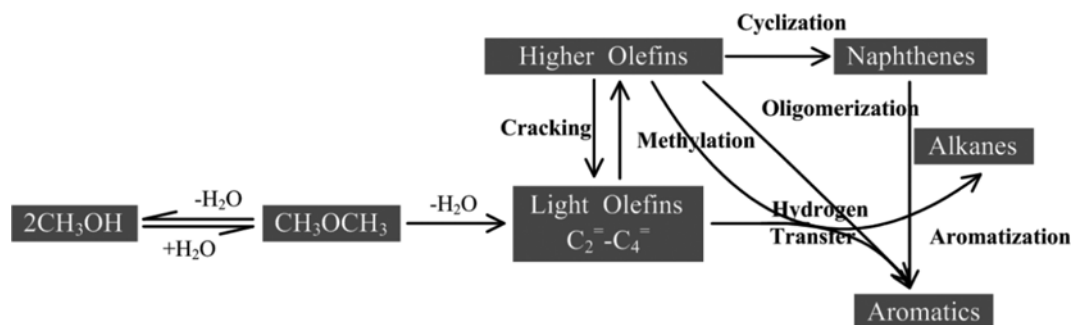 Cyclization
Higher Olefins
Naphthenes
Oligomerization
Cracking
Methylation
Alkanes
-H₂O
2CH₃OH
+H₂O
CH₃OCH₃
-H₂O
Light Olefins
C₂⁼-C₄⁼
Hydrogen
Transfer
Aromatization
Aromatics